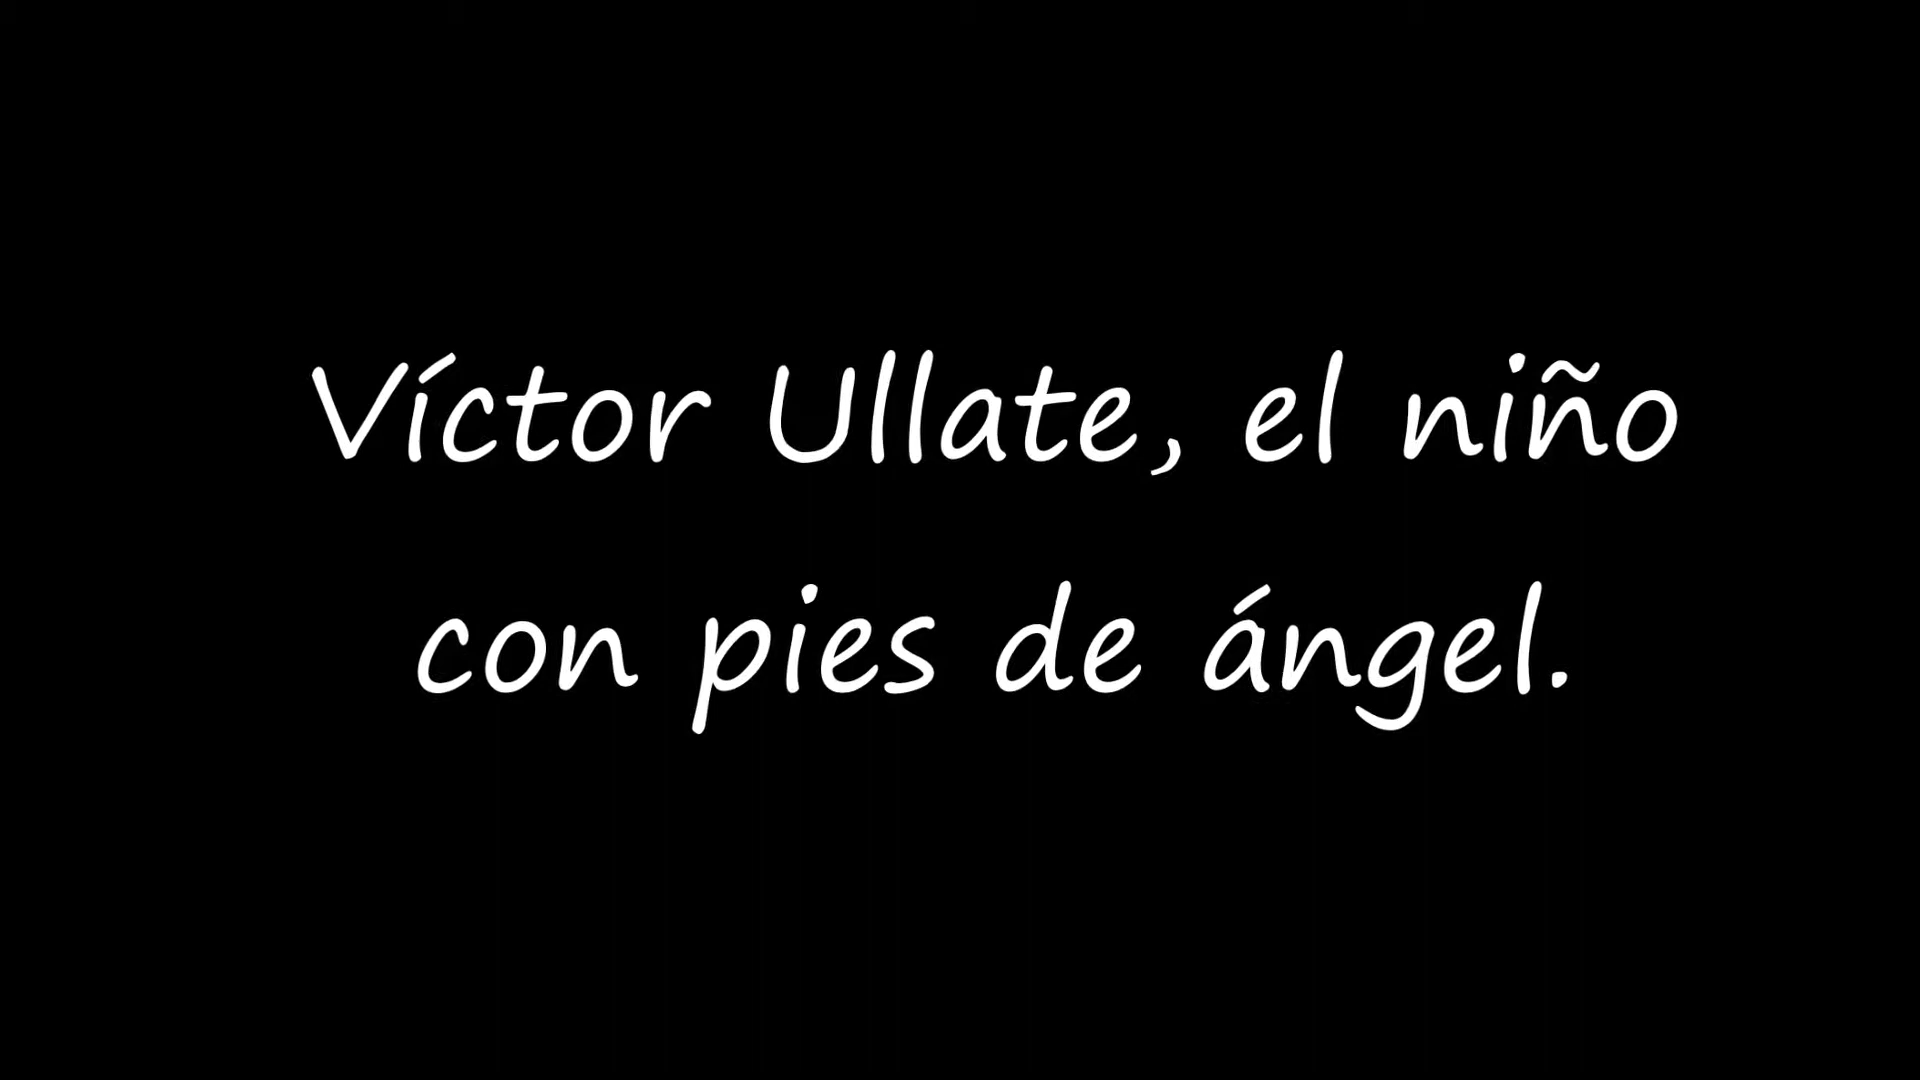 Víctor Ullate, el niño
con pies de ángel.